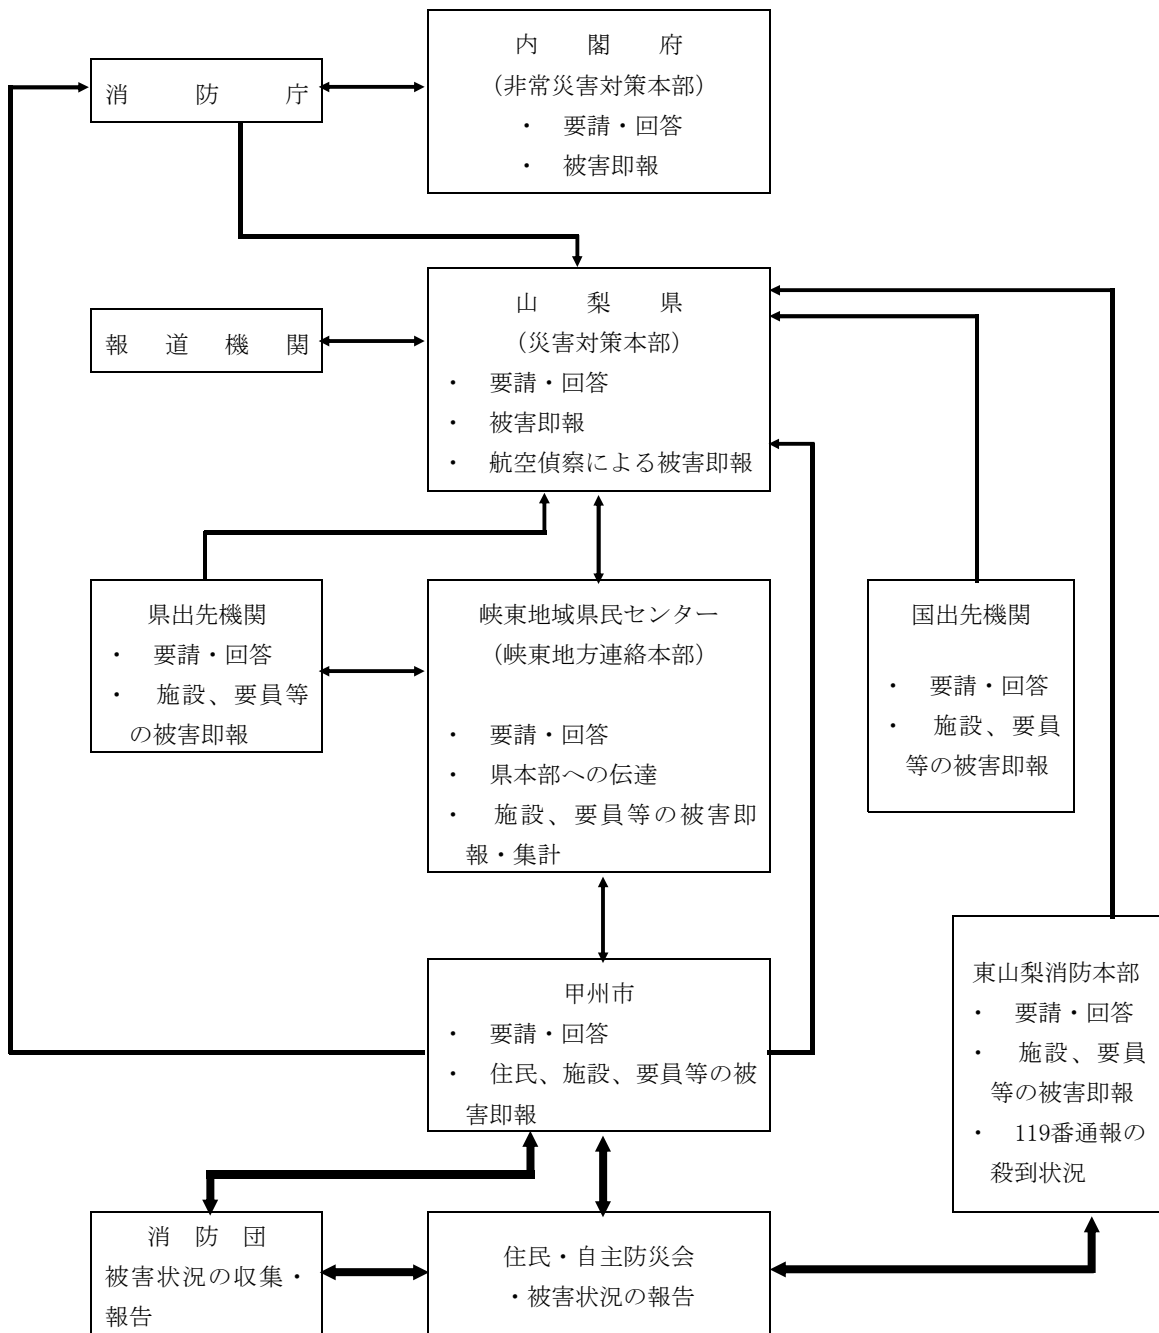 内閣府
（非常災害対策本部）
・　要請・回答
・　被害即報
消防庁
山梨県
（災害対策本部）
・　要請・回答
・　被害即報
・　航空偵察による被害即報
報道機関
県出先機関
・　要請・回答
・　施設、要員等
の被害即報
峡東地域県民センター
（峡東地方連絡本部）
・　要請・回答
・　県本部への伝達
・　施設、要員等の被害即
報・集計
国出先機関
・　要請・回答
・　施設、要員
等の被害即報
甲州市
・　要請・回答
・　住民、施設、要員等の被
害即報
東山梨消防本部
・　要請・回答
・　施設、要員
等の被害即報
・　119番通報の
殺到状況
消防団
被害状況の収集・
報告
住民・自主防災会
・被害状況の報告